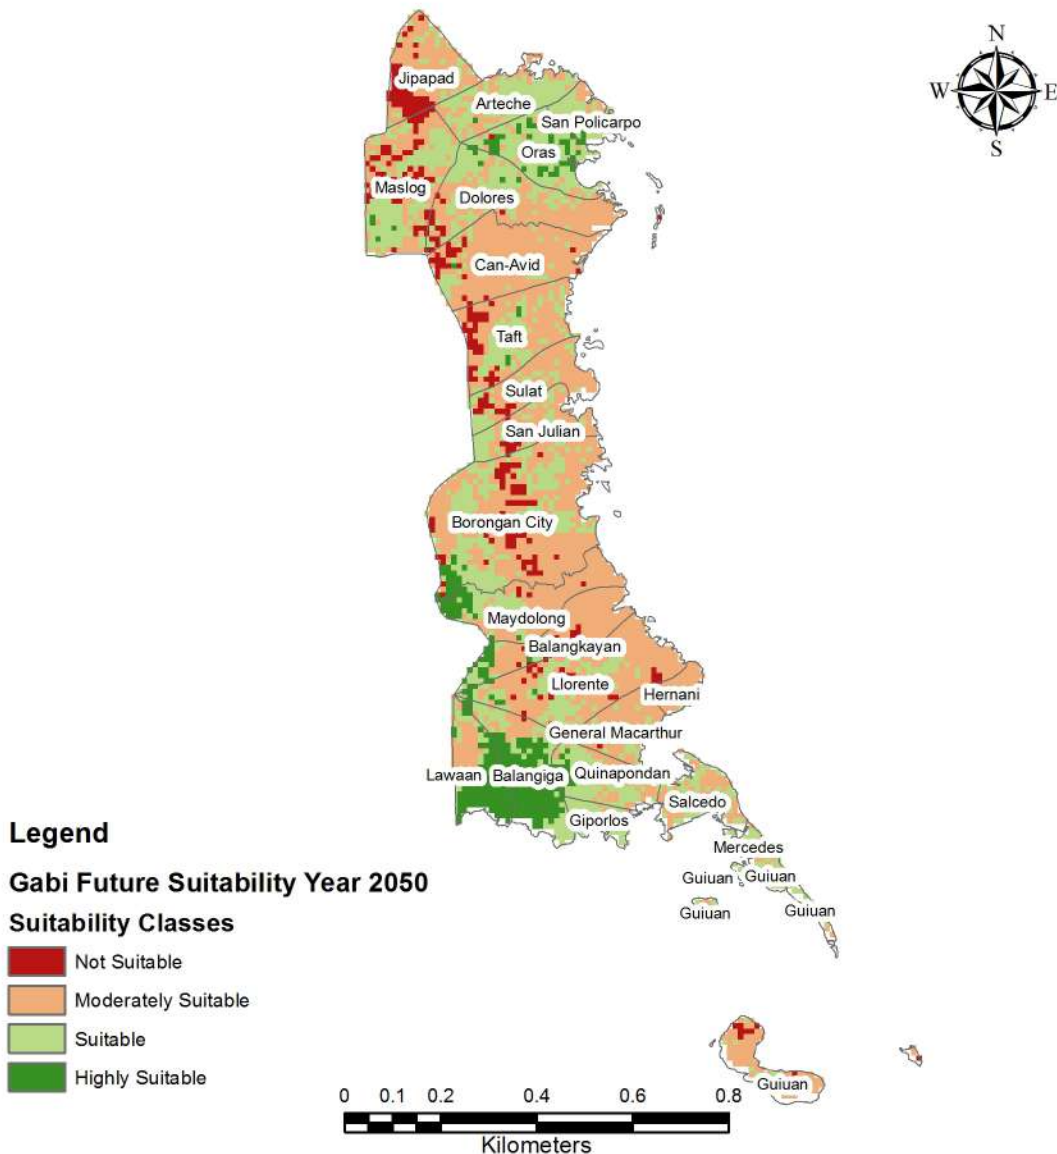 N
W E
S
Jipapad
Arteche
San Policarpo
Oras
Maslog
Dolores
Can-Avid
Taft
Sulat
San Julian
Borongan City
Maydolong
Balangkayan
Llorente
Hernani
General Macarthur
Lawaan
Balangiga
Quinapondan
Salcedo
Giporlos
Mercedes
Guiuan
Guiuan
Guiuan
Guiuan
Legend
Gabi Future Suitability Year 2050
Suitability Classes
Not Suitable
Moderately Suitable
Suitable
Highly Suitable
Guiuan
0 0.1 0.2 0.4 0.6 0.8
Kilometers